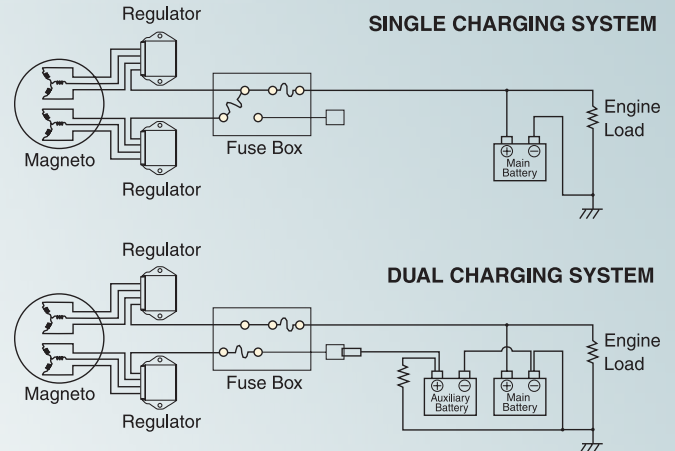 Regulator
SINGLE CHARGING SYSTEM
Magneto
Fuse Box
Regulator
⊕ ⊖
Main
Battery
Engine
Load
Regulator
DUAL CHARGING SYSTEM
Magneto
Fuse Box
Regulator
⊕ ⊖
Auxiliary
Battery
⊕ ⊖
Main
Battery
Engine
Load